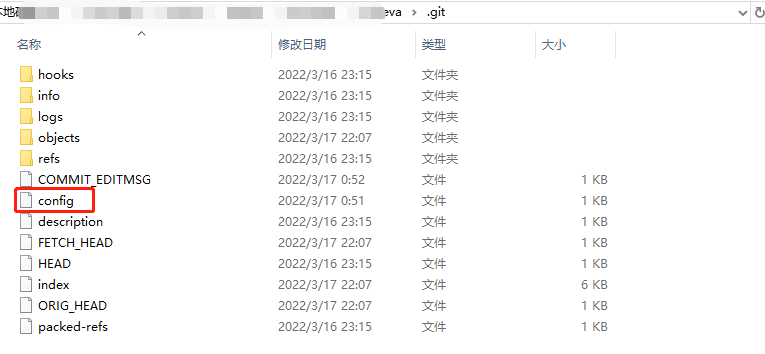 eva › .git
名称 修改日期 类型 大小
hooks 2022/3/16 23:15 文件夹
info 2022/3/16 23:15 文件夹
logs 2022/3/16 23:15 文件夹
objects 2022/3/17 22:07 文件夹
refs 2022/3/16 23:15 文件夹
COMMIT_EDITMSG 2022/3/17 0:52 文件 1 KB
config 2022/3/17 0:51 文件 1 KB
description 2022/3/16 23:15 文件 1 KB
FETCH_HEAD 2022/3/17 22:07 文件 1 KB
HEAD 2022/3/16 23:15 文件 1 KB
index 2022/3/17 22:07 文件 6 KB
ORIG_HEAD 2022/3/17 22:07 文件 1 KB
packed-refs 2022/3/16 23:15 文件 1 KB